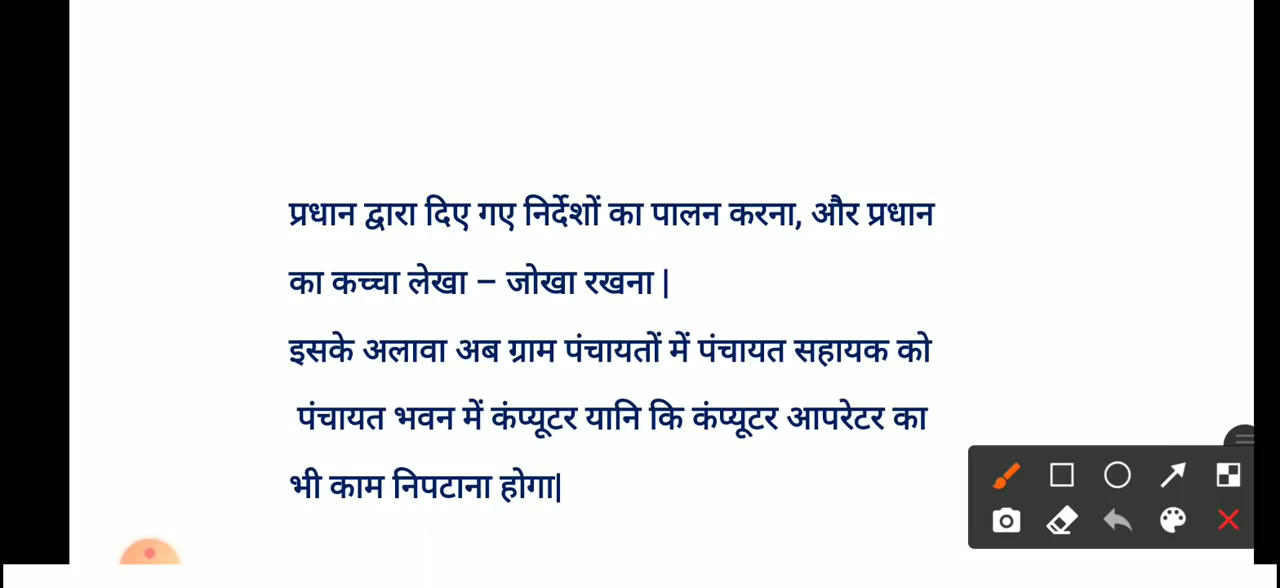 प्रधान द्वारा दिए गए निर्देशों का पालन करना, और प्रधान
का कच्चा लेखा – जोखा रखना |
इसके अलावा अब ग्राम पंचायतों में पंचायत सहायक को
पंचायत भवन में कंप्यूटर यानि कि कंप्यूटर आपरेटर का
भी काम निपटाना होगा|